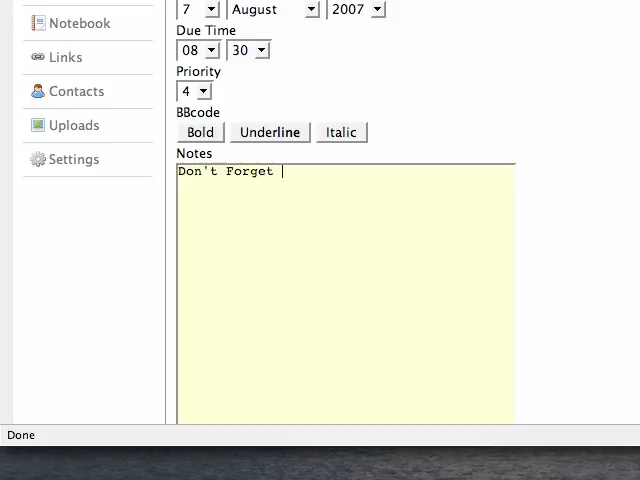 Notebook
Links
Contacts
Uploads
Settings
7 August 2007
Due Time
08 30
Priority
4
BBcode
Bold Underline Italic
Notes
Don't Forget
Done